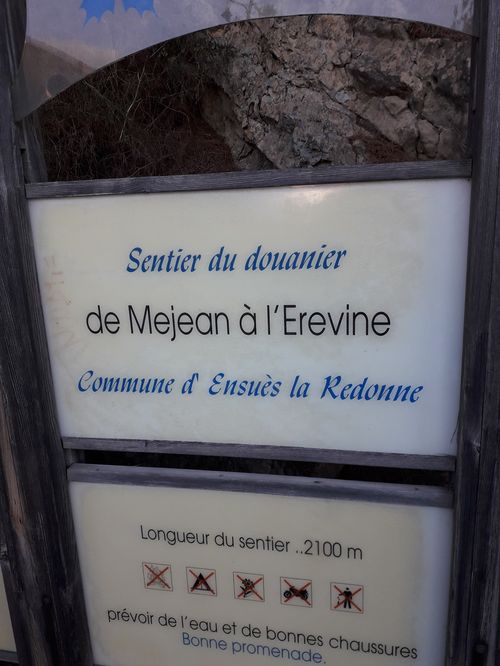 Sentier du douanier
de Mejean à l'Erevine
Commune d' Ensuès la Redonne
Longueur du sentier ..2100 m
prévoir de l'eau et de bonnes chaussures
Bonne promenade.